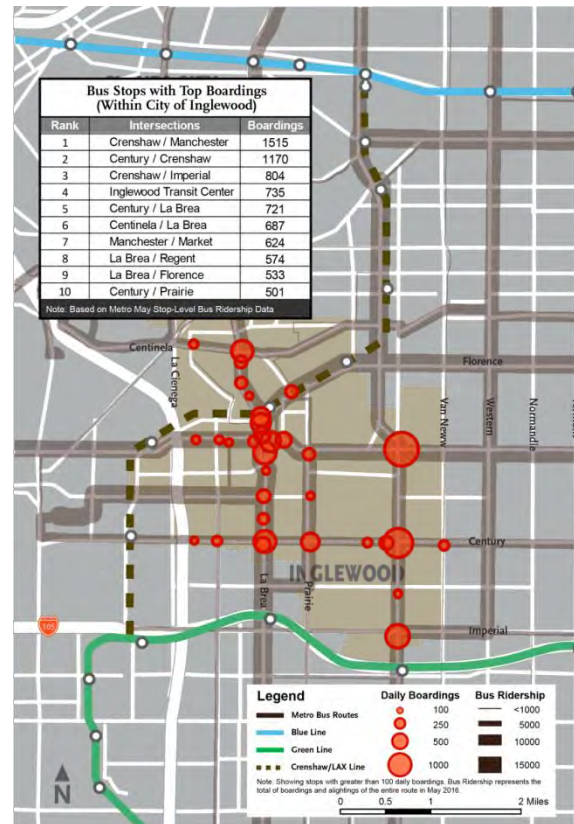 Bus Stops with Top Boardings
(Within City of Inglewood)
Rank Intersections Boardings
1 Crenshaw / Manchester 1515
2 Century / Crenshaw 1170
3 Crenshaw / Imperial 804
4 Inglewood Transit Center 735
5 Century / La Brea 721
6 Centinela / La Brea 687
7 Manchester / Market 624
8 La Brea / Regent 574
9 La Brea / Florence 533
10 Century / Prairie 501
Note: Based on Metro May Stop-Level Bus Ridership Data
Centinela
La Cienega
Florence
Van Neww
Western
Normandie
Century
INGLEWOOD
La Brea
Prairie
Imperial
105
N
Legend
Metro Bus Routes
Blue Line
Green Line
Crenshaw/LAX Line
Daily Boardings
100
250
500
1000
Bus Ridership
<1000
5000
10000
15000
Note: Showing stops with greater than 100 daily boardings. Bus Ridership represents the
total of boardings and alightings of the entire route in May 2016.
0 0.5 1 2 Miles